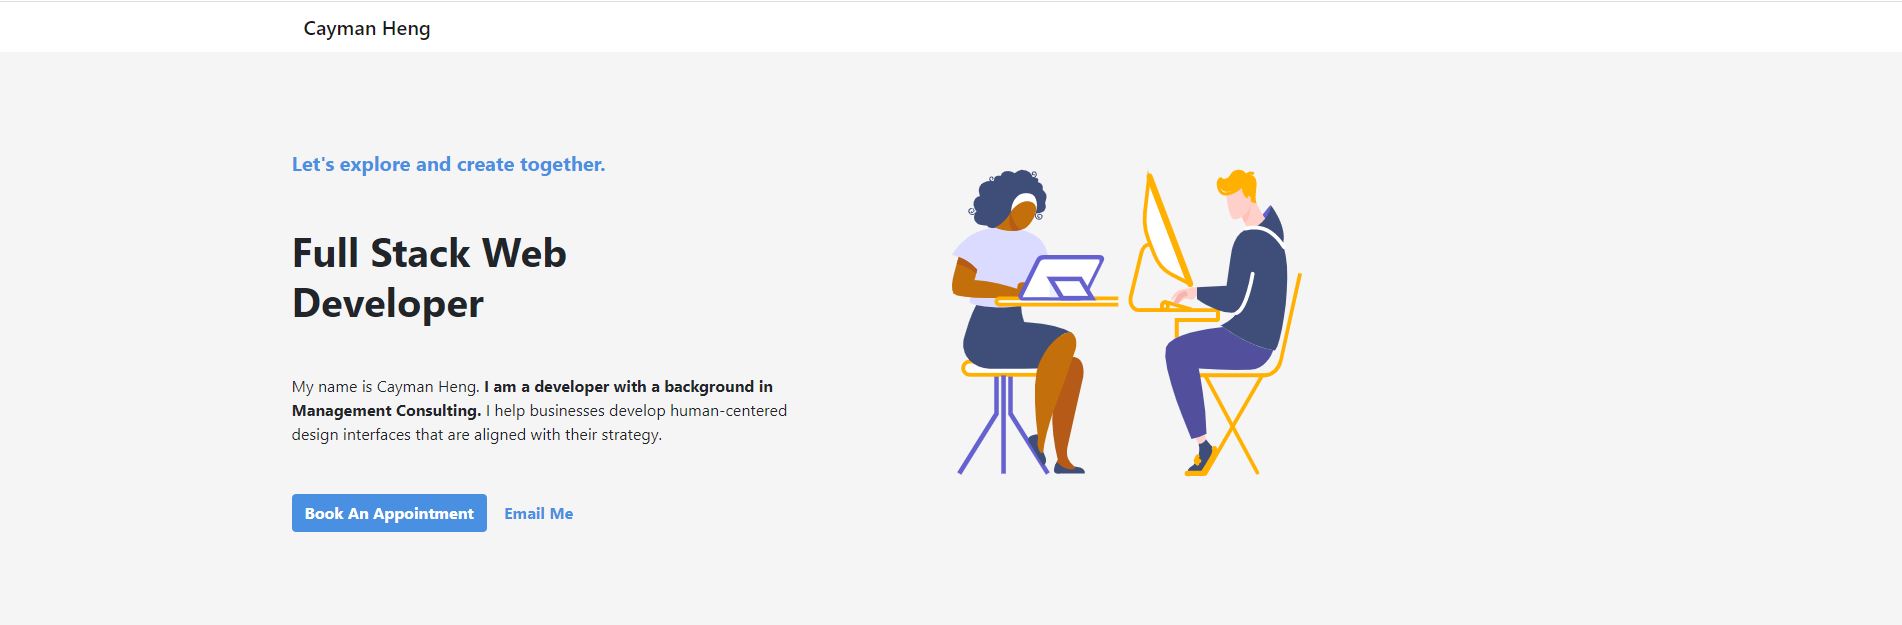 Cayman Heng
Let's explore and create together.
Full Stack Web
Developer
My name is Cayman Heng. I am a developer with a background in
Management Consulting. I help businesses develop human-centered
design interfaces that are aligned with their strategy.
Book An Appointment
Email Me